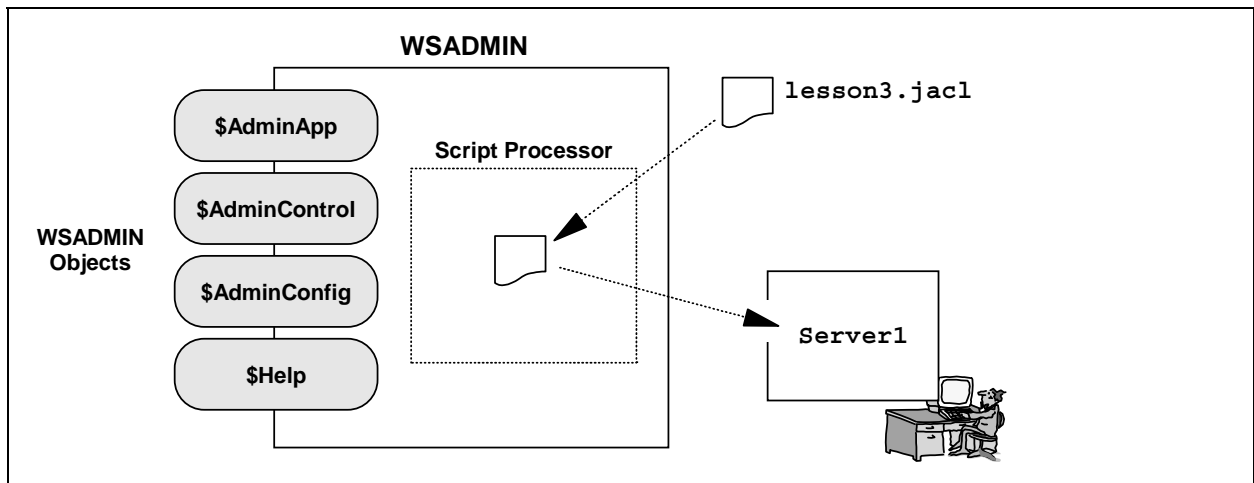 WSADMIN
lesson3.jacl
$AdminApp
Script Processor
$AdminControl
WSADMIN
Objects
$AdminConfig
Server1
$Help